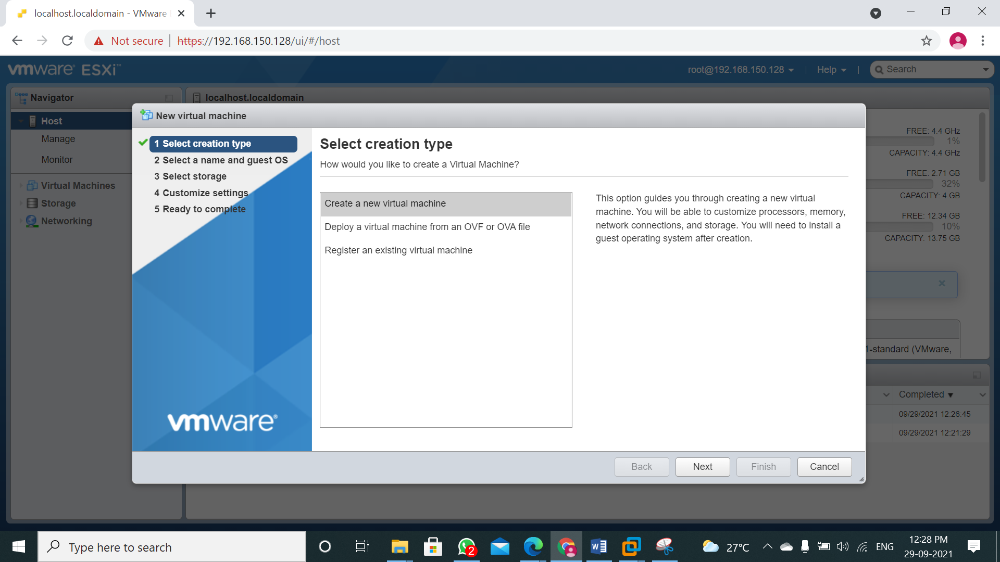 localhost.localdomain - VMware
Not secure
https://192.168.150.128/ui/#/host
vmware® ESXi™
root@192.168.150.128
Help
Search
Navigator
localhost.localdomain
Host
Manage
Monitor
Virtual Machines
Storage
Networking
New virtual machine
1 Select creation type
2 Select a name and guest OS
3 Select storage
4 Customize settings
5 Ready to complete
vmware®
Select creation type
How would you like to create a Virtual Machine?
Create a new virtual machine
Deploy a virtual machine from an OVF or OVA file
Register an existing virtual machine
This option guides you through creating a new virtual
machine. You will be able to customize processors, memory,
network connections, and storage. You will need to install a
guest operating system after creation.
Back
Next
Finish
Cancel
FREE: 4.4 GHz
1%
CAPACITY: 4.4 GHz
FREE: 2.71 GB
32%
CAPACITY: 4 GB
FREE: 12.34 GB
10%
CAPACITY: 13.75 GB
1-standard (VMware,
Completed
09/29/2021 12:26:45
09/29/2021 12:21:29
Type here to search
2
27°C
ENG
12:28 PM
29-09-2021